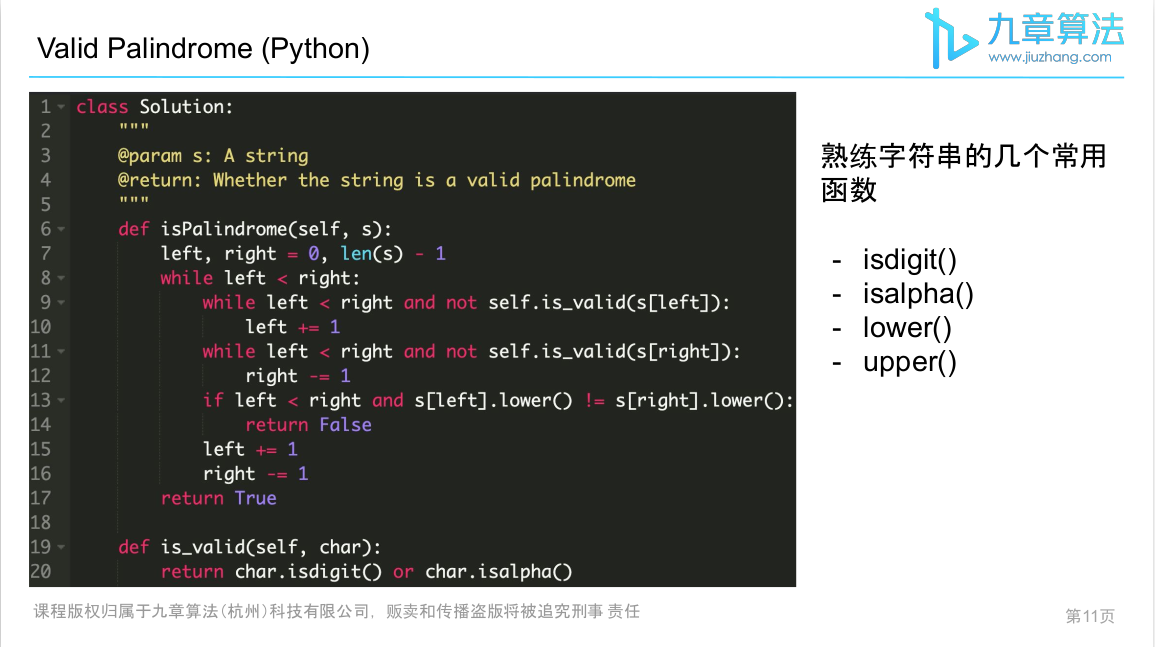 Valid Palindrome (Python)
九章算法
www.jiuzhang.com
1 class Solution:
2     """
3     @param s: A string
4     @return: Whether the string is a valid palindrome
5     """
6     def isPalindrome(self, s):
7         left, right = 0, len(s) - 1
8         while left < right:
9             while left < right and not self.is_valid(s[left]):
10                 left += 1
11             while left < right and not self.is_valid(s[right]):
12                 right -= 1
13             if left < right and s[left].lower() != s[right].lower():
14                 return False
15             left += 1
16             right -= 1
17         return True
18
19     def is_valid(self, char):
20         return char.isdigit() or char.isalpha()
熟练字符串的几个常用
函数
- isdigit()
- isalpha()
- lower()
- upper()
课程版权归属于九章算法(杭州)科技有限公司，贩卖和传播盗版将被追究刑事 责任
第11页